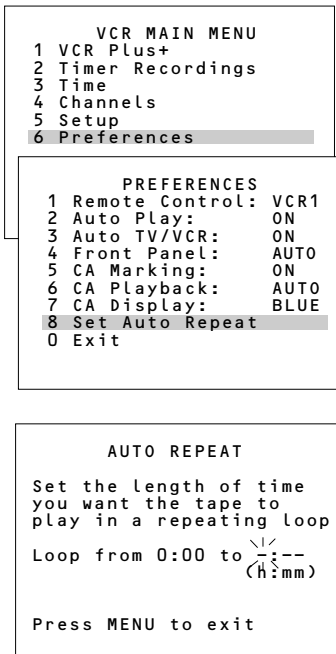 VCR MAIN MENU
1 VCR Plus+
2 Timer Recordings
3 Time
4 Channels
5 Setup
6 Preferences
PREFERENCES
1 Remote Control: VCR1
2 Auto Play: ON
3 Auto TV/VCR: ON
4 Front Panel: AUTO
5 CA Marking: ON
6 CA Playback: AUTO
7 CA Display: BLUE
8 Set Auto Repeat
0 Exit
AUTO REPEAT
Set the length of time
you want the tape to
play in a repeating loop
Loop from 0:00 to -:--
(h:mm)
Press MENU to exit